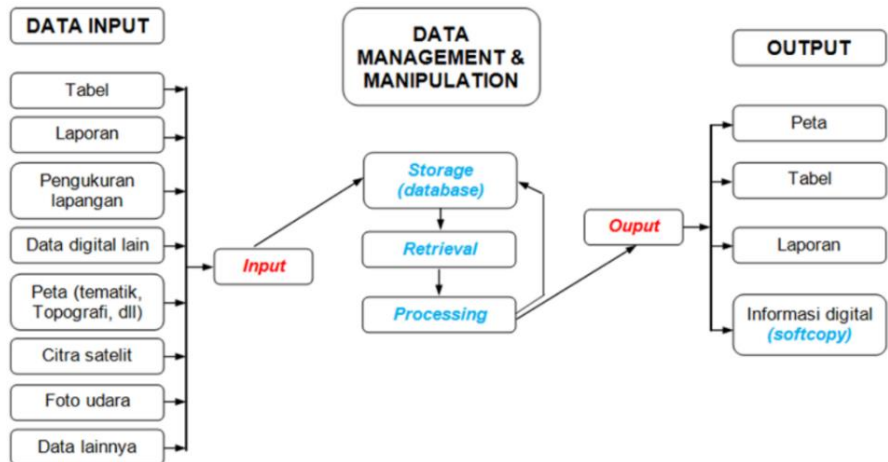 DATA INPUT
Tabel
Laporan
Pengukuran
lapangan
Data digital lain
Peta (tematik,
Topografi, dll)
Citra satelit
Foto udara
Data lainnya
Input
DATA
MANAGEMENT &
MANIPULATION
Storage
(database)
Retrieval
Processing
Ouput
OUTPUT
Peta
Tabel
Laporan
Informasi digital
(softcopy)